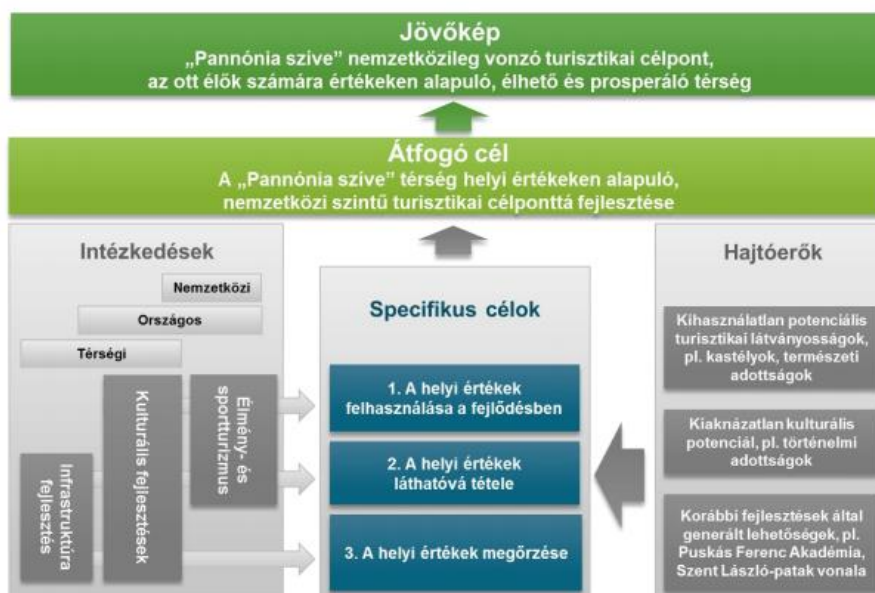 Jövőkép
„Pannónia szíve” nemzetközileg vonzó turisztikai célpont,
az ott élők számára értékeken alapuló, élhető és prosperáló térség
Átfogó cél
A „Pannónia szíve” térség helyi értékeken alapuló,
nemzetközi szintű turisztikai célponttá fejlesztése
Intézkedések
Nemzetközi
Országos
Térségi
Infrastruktúra
fejlesztés
Kulturális fejlesztések
Élmény- és
sportturizmus
Specifikus célok
1. A helyi értékek
felhasználása a fejlődésben
2. A helyi értékek
láthatóvá tétele
3. A helyi értékek megőrzése
Hajtóerők
Kihasználatlan potenciális
turisztikai látványosságok,
pl. kastélyok, természeti
adottságok
Kiaknázatlan kulturális
potenciál, pl. történelmi
adottságok
Korábbi fejlesztések által
generált lehetőségek, pl.
Puskás Ferenc Akadémia,
Szent László-patak vonala